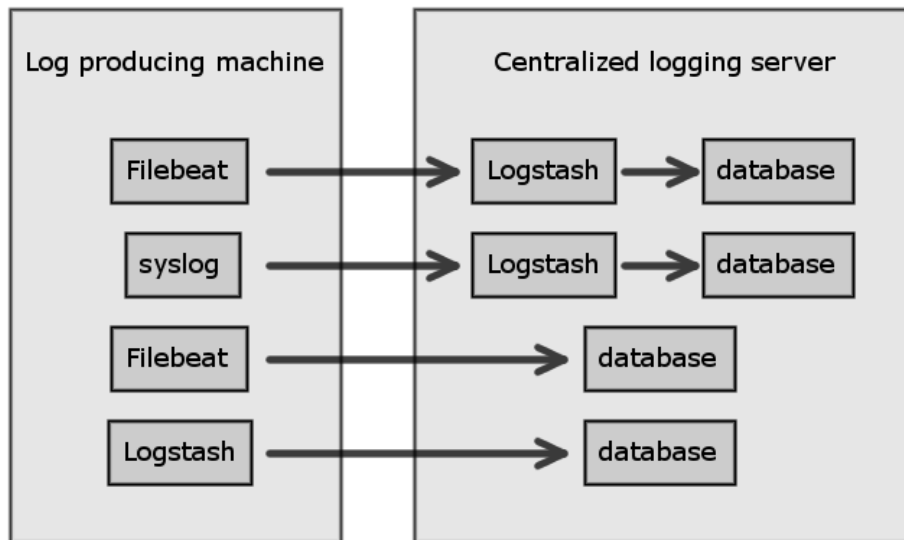 Log producing machine
Centralized logging server
Filebeat
Logstash
database
syslog
Logstash
database
Filebeat
database
Logstash
database